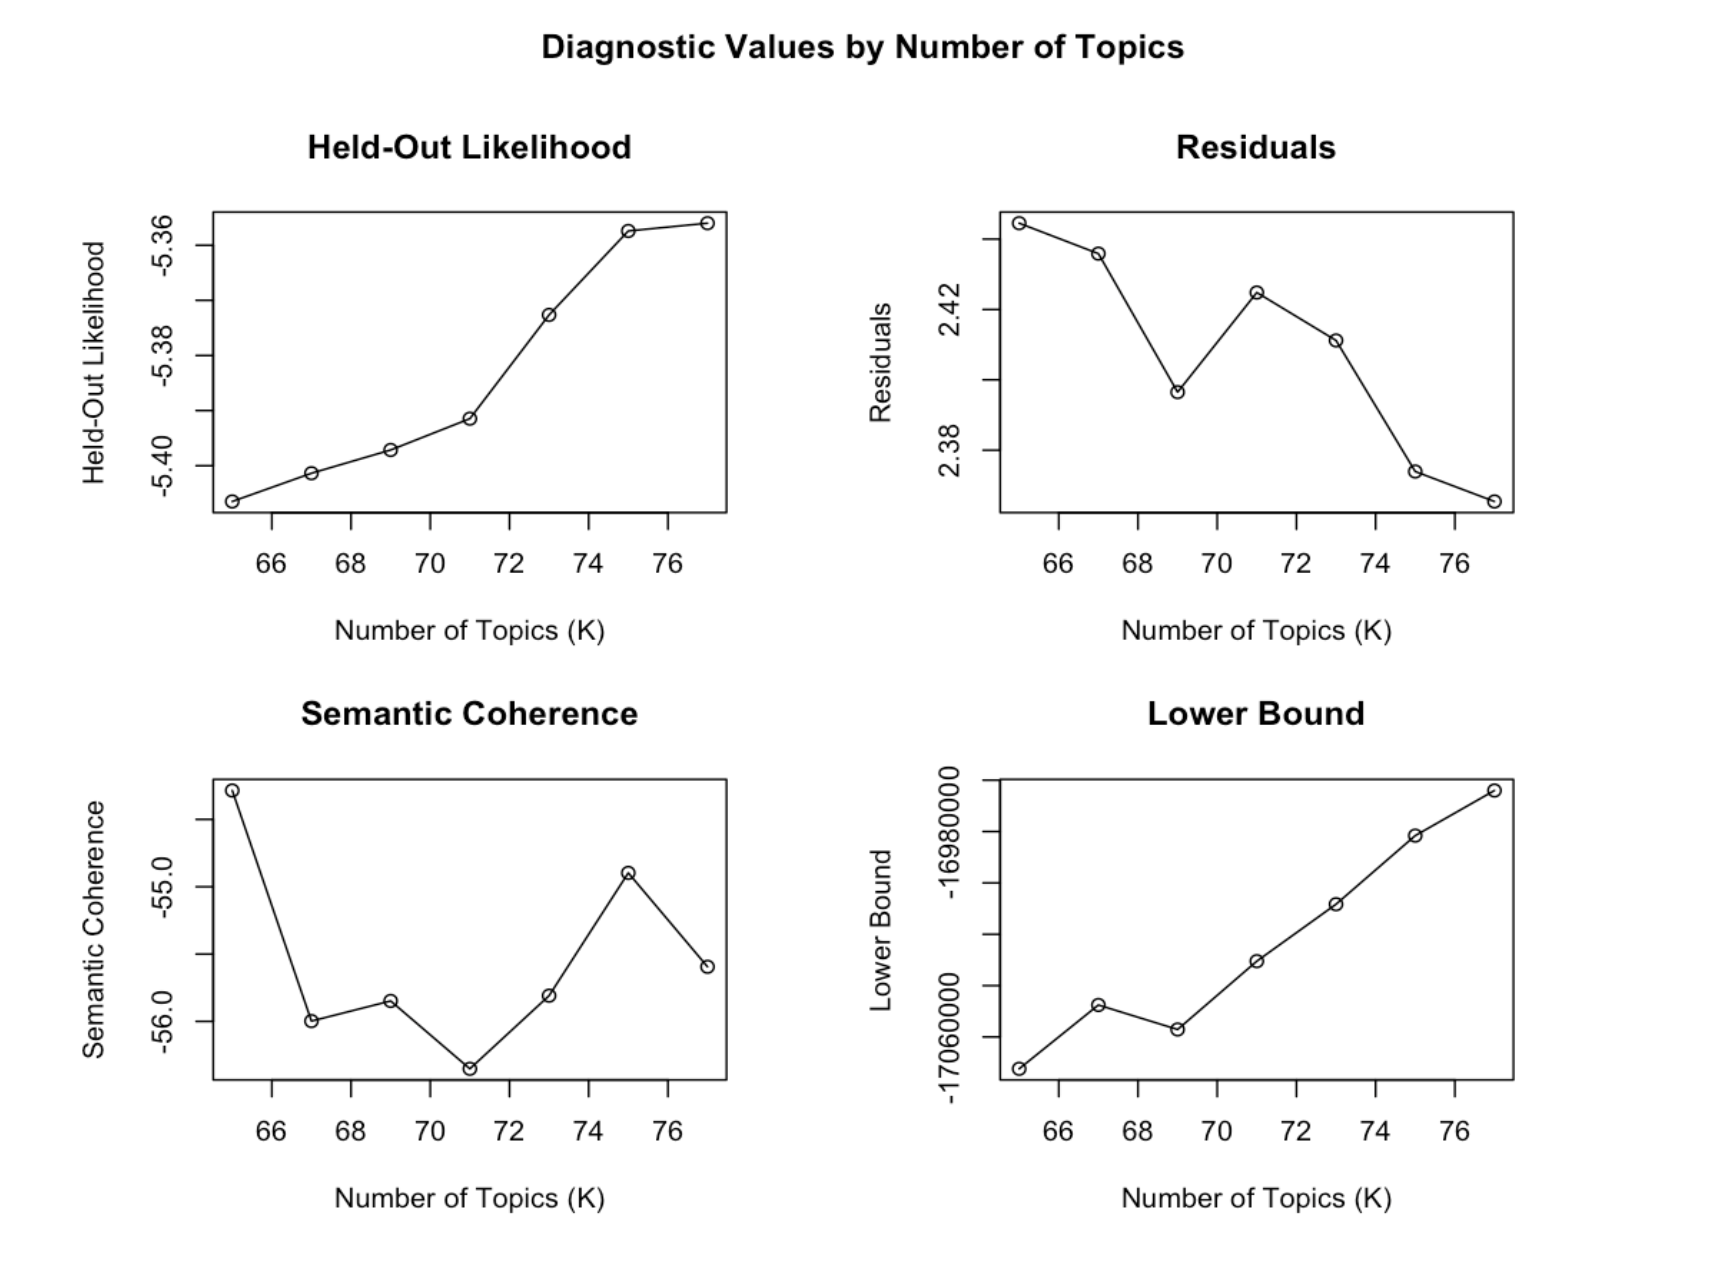 Diagnostic Values by Number of Topics
Held-Out Likelihood
Held-Out Likelihood
-5.36
-5.38
-5.40
66 68 70 72 74 76
Number of Topics (K)
Residuals
Residuals
2.42
2.38
66 68 70 72 74 76
Number of Topics (K)
Semantic Coherence
Semantic Coherence
-55.0
-56.0
66 68 70 72 74 76
Number of Topics (K)
Lower Bound
Lower Bound
-16980000
-17060000
66 68 70 72 74 76
Number of Topics (K)